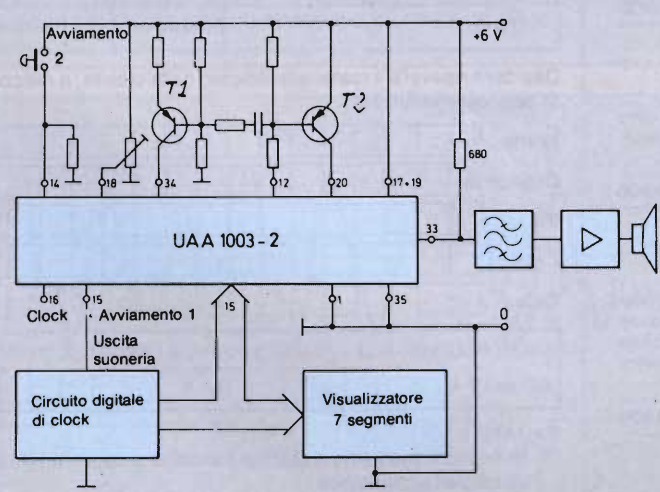 Avviamento
2
+6 V
T1
T2
680
14
18
34
12
20
17+19
UAA 1003-2
33
16
15
15
1
35
0
Clock
Avviamento 1
Uscita
suoneria
Circuito digitale
di clock
Visualizzatore
7 segmenti